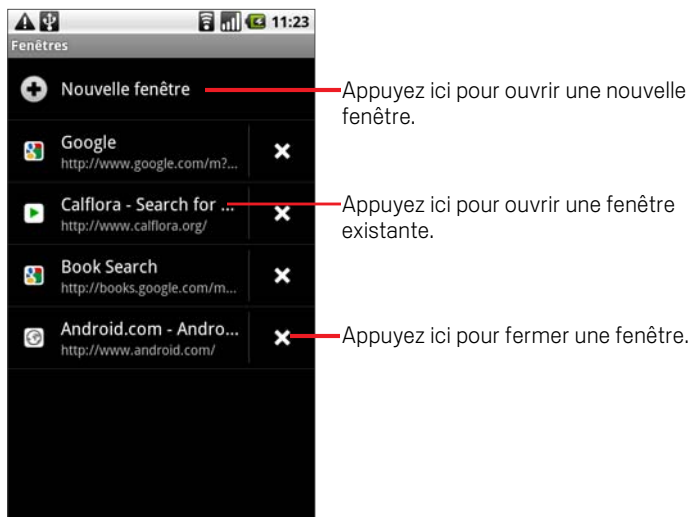 11:23
Fenêtres
Nouvelle fenêtre
Appuyez ici pour ouvrir une nouvelle
fenêtre.
Google
http://www.google.com/m?...
Calflora - Search for ...
http://www.calflora.org/
Appuyez ici pour ouvrir une fenêtre
existante.
Book Search
http://books.google.com/m...
Android.com - Andro...
http://www.android.com/
Appuyez ici pour fermer une fenêtre.